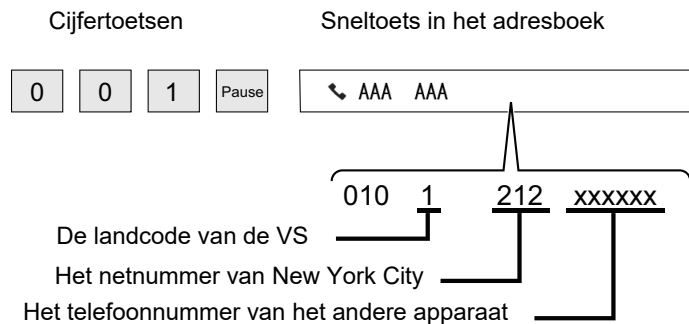 Cijfertoetsen Sneltoets in het adresboek
0 0 1 Pause AAA AAA
010 1 212 xxxxxx
De landcode van de VS
Het netnummer van New York City
Het telefoonnummer van het andere apparaat